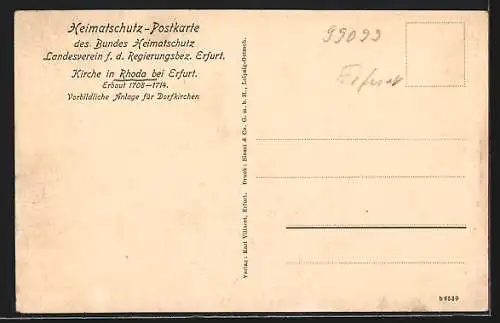 Heimatschutz-Postkarte
des Bundes Heimatschutz
Landesverein f. d. Regierungsbez. Erfurt.
Kirche in Rhoda bei Erfurt.
Erbaut 1708—1714.
Vorbildliche Anlage für Dorfkirchen
Verlag: Karl Villaret, Erfurt. Druck: Sinsel & Co. G. m. b. H., Leipzig-Oetzsch.
99093
Erfurt
b 6539